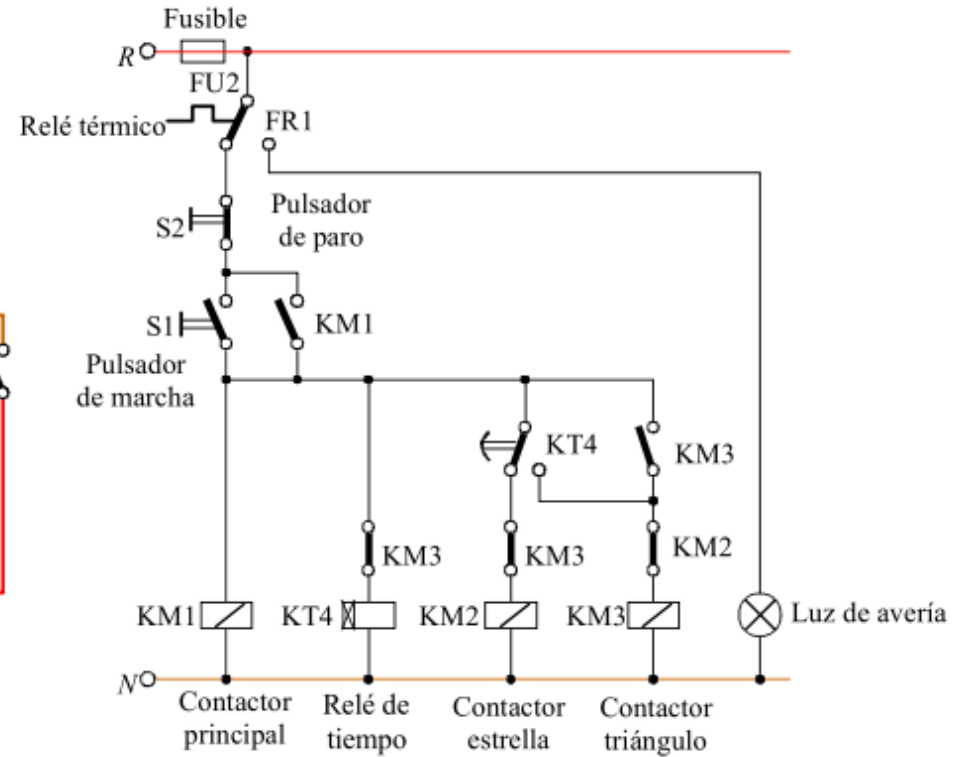 Fusible
R
FU2
Relé térmico
FR1
S2
Pulsador
de paro
S1
KM1
Pulsador
de marcha
KT4
KM3
KM3
KM3
KM2
KM1
KT4
KM2
KM3
Luz de avería
N
Contactor
principal
Relé de
tiempo
Contactor
estrella
Contactor
triángulo